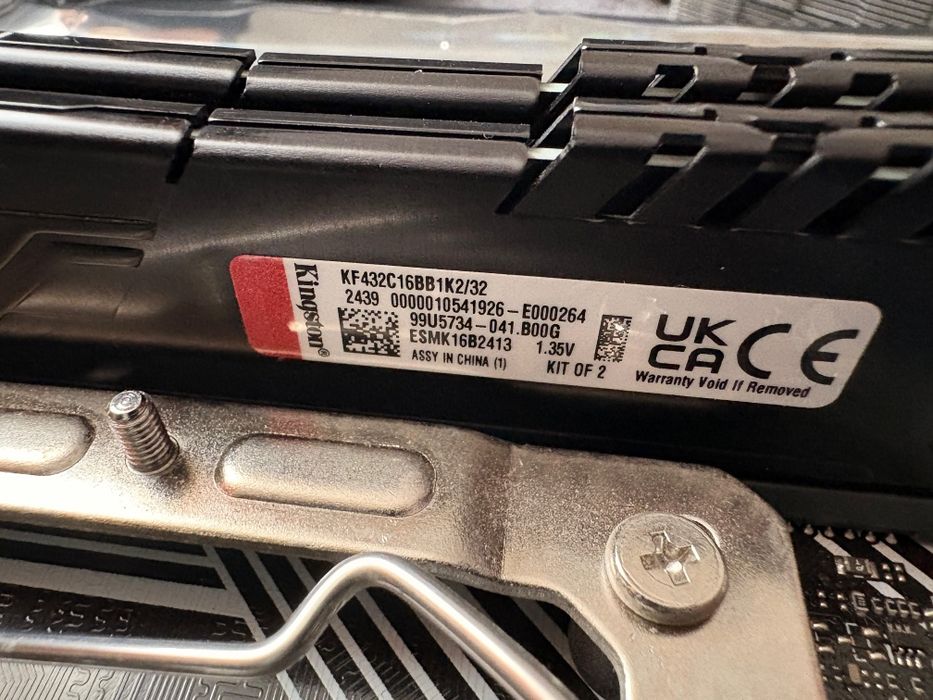 Kingston®
KF432C16BB1K2/32
2439 0000010541926-E000264
99U5734-041.B00G
ESMK16B2413 1.35V
ASSY IN CHINA (1) KIT OF 2
UK
CA
CE
Warranty Void If Removed